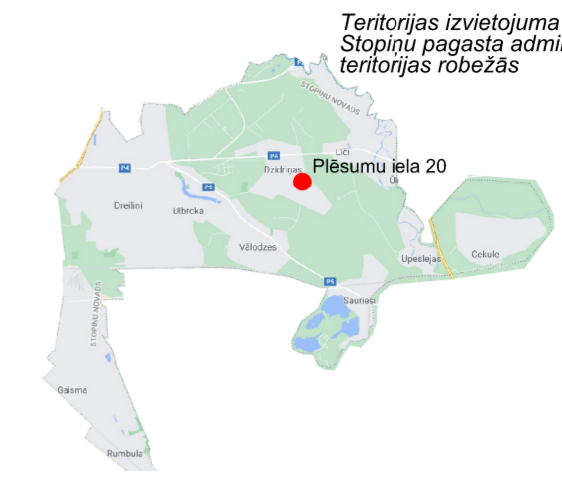 Teritorijas izvietojuma
Stopiņu pagasta admi
teritorijas robežās
STOPIŅU NOVADS
P4
P4
Līči
Dzidriņas
Plēsumu iela 20
P5
Dreiliņi
Ulbroka
Vālodzes
Upeslejas
Cekule
P5
Saurieši
STOPIŅU NOVADS
Gaisma
Rumbula